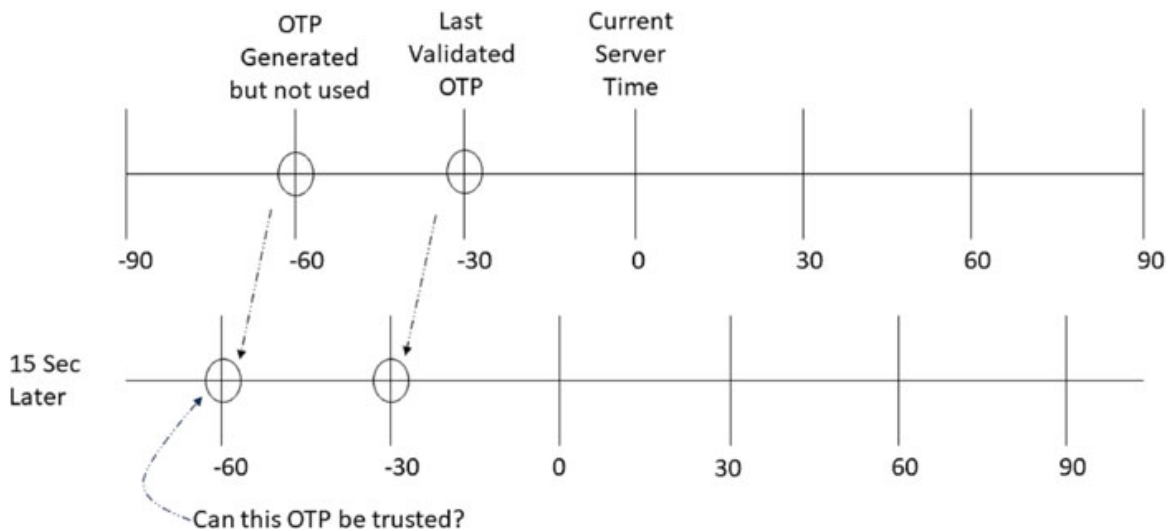 OTP
Generated
but not used
Last
Validated
OTP
Current
Server
Time
-90
-60
-30
0
30
60
90
15 Sec
Later
-60
-30
0
30
60
90
Can this OTP be trusted?